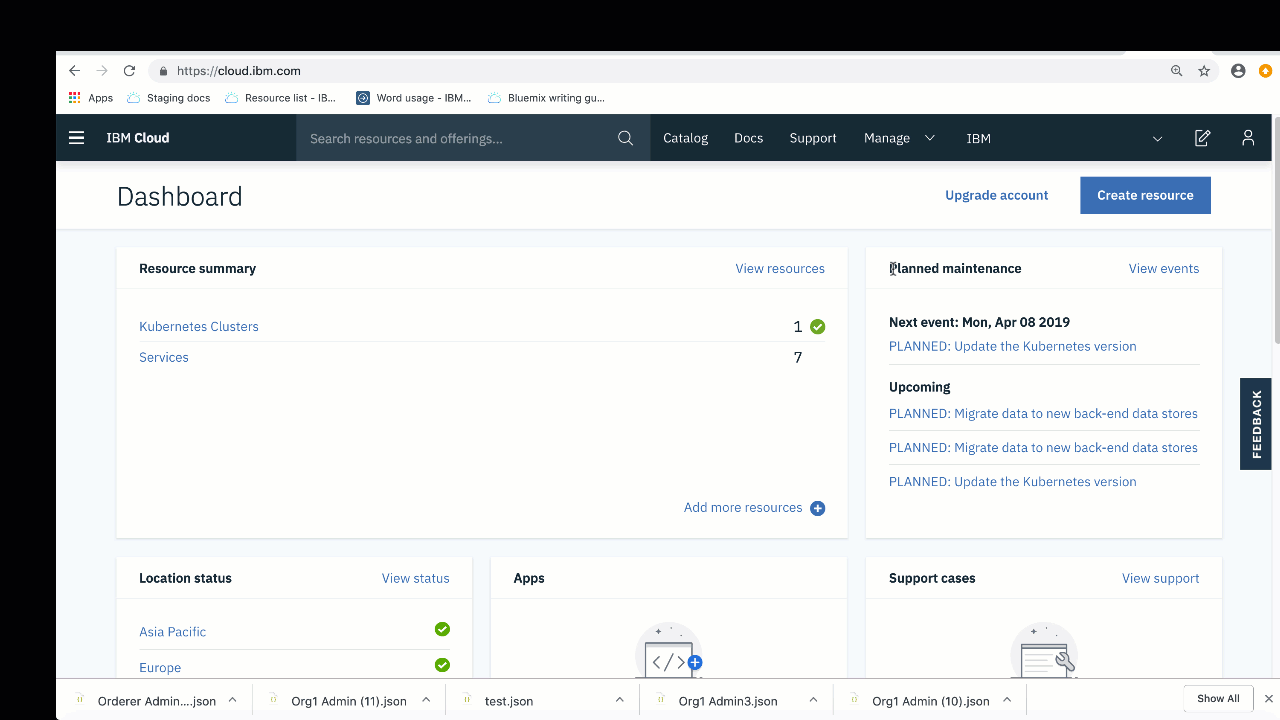 https://cloud.ibm.com
Apps Staging docs Resource list - IB... Word usage - IBM... Bluemix writing gu...
IBM Cloud Search resources and offerings... Catalog Docs Support Manage IBM
Dashboard Upgrade account Create resource
Resource summary View resources
Kubernetes Clusters 1
Services 7
Add more resources
Planned maintenance View events
Next event: Mon, Apr 08 2019
PLANNED: Update the Kubernetes version
Upcoming
PLANNED: Migrate data to new back-end data stores
PLANNED: Migrate data to new back-end data stores
PLANNED: Update the Kubernetes version
FEEDBACK
Location status View status
Asia Pacific
Europe
Apps
</>
Support cases View support
Orderer Admin....json Org1 Admin (11).json test.json Org1 Admin3.json Org1 Admin (10).json Show All